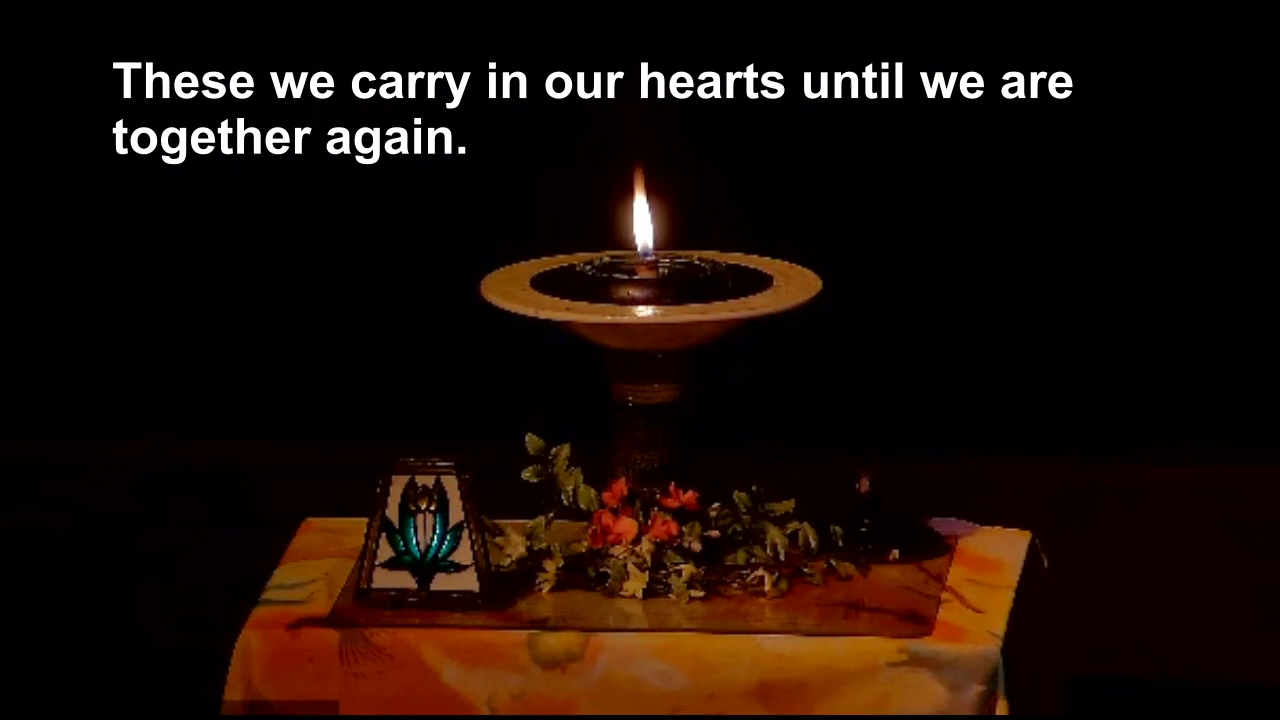 These we carry in our hearts until we are
together again.